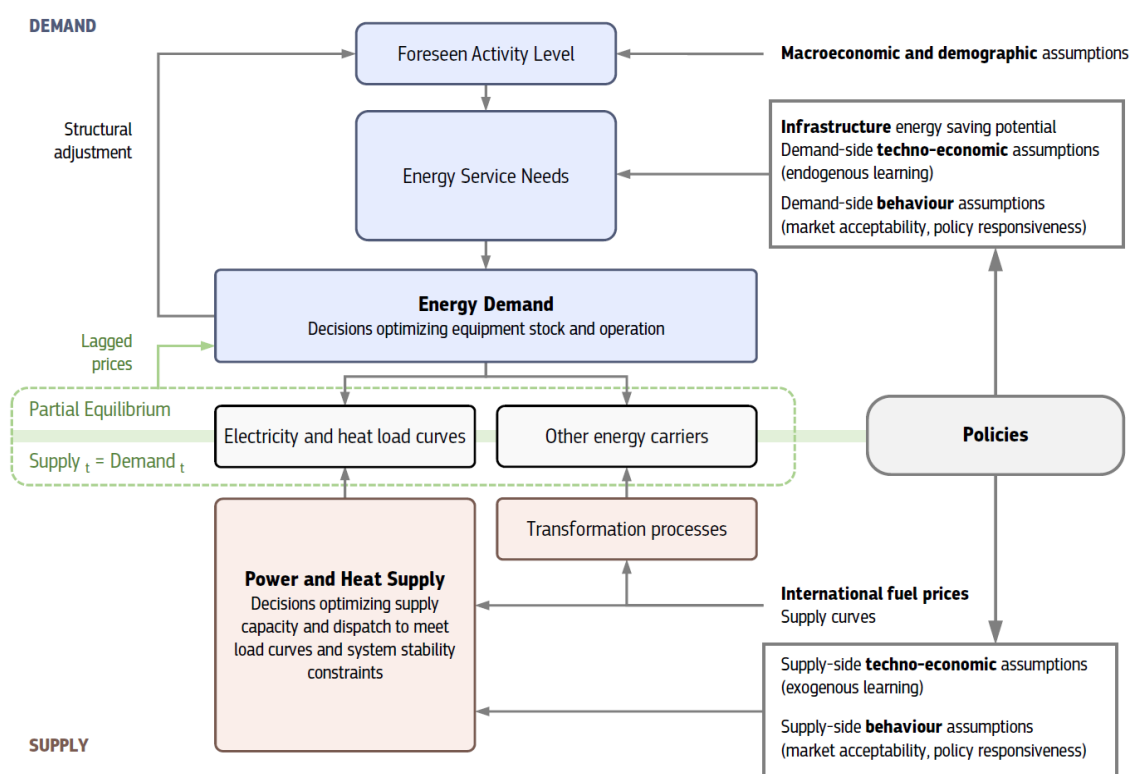 DEMAND
Foreseen Activity Level
Macroeconomic and demographic assumptions
Structural
adjustment
Infrastructure energy saving potential
Demand-side techno-economic assumptions
(endogenous learning)
Demand-side behaviour assumptions
(market acceptability, policy responsiveness)
Energy Service Needs
Energy Demand
Decisions optimizing equipment stock and operation
Lagged
prices
Partial Equilibrium
Supply t = Demand t
Electricity and heat load curves
Other energy carriers
Policies
Transformation processes
Power and Heat Supply
Decisions optimizing supply
capacity and dispatch to meet
load curves and system stability
constraints
International fuel prices
Supply curves
Supply-side techno-economic assumptions
(exogenous learning)
Supply-side behaviour assumptions
(market acceptability, policy responsiveness)
SUPPLY